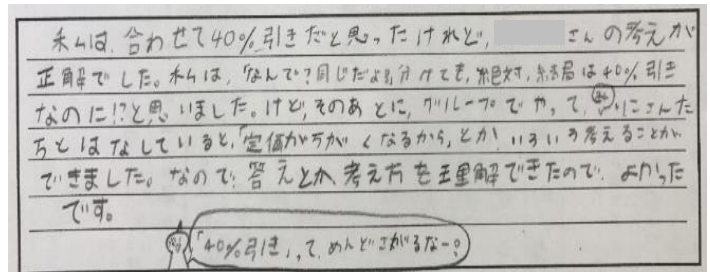 私は、合わせて40%引きだと思ったけれど、 さんの考えが
正解でした。私は、「なんで?同じだよ!分けても、絶対、結局は40%引き
なのに!?と思いました。けど、そのあとに、グループでやって、 にこさんた
ちとはなしていると、「定価がちがくなるから、とか、いろいろ考えることが
できました。なので、答えとか、考え方も理解できたので、よかった
です。
「40%引き」って、めんどさがるなー?